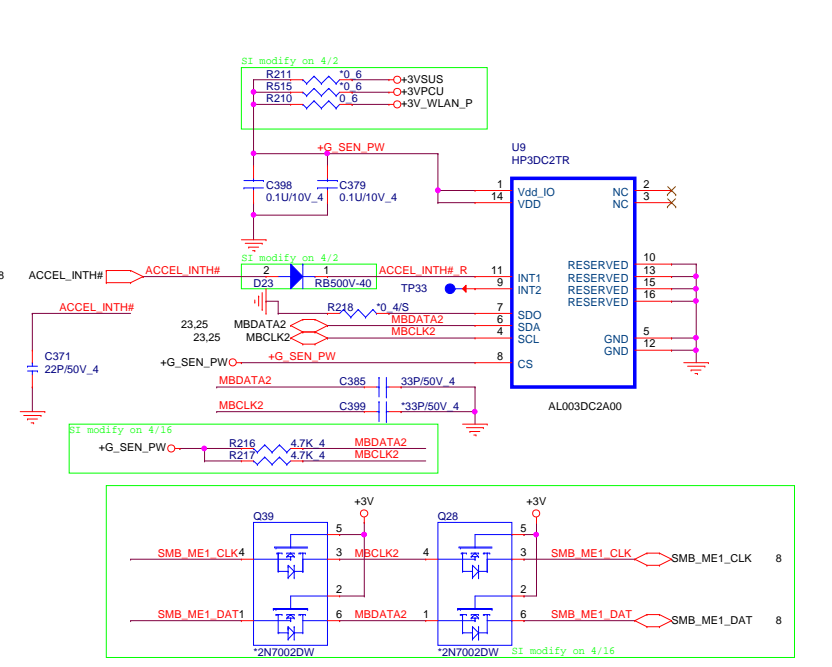 SI modify on 4/2
R211 *0_6 +3VSUS
R515 *0_6 +3VPCU
R210 0_6 +3V_WLAN_P
+G_SEN_PW
C398
0.1U/10V_4
C379
0.1U/10V_4
U9
HP3DC2TR
1 Vdd_IO
14 VDD
NC 2
NC 3
SI modify on 4/2
8 ACCEL_INTH# ACCEL_INTH# 2 1 ACCEL_INTH#_R 11 INT1
D23 RB500V-40
TP33 9 INT2
RESERVED 10
RESERVED 13
RESERVED 15
RESERVED 16
ACCEL_INTH#
R218 *0_4/S 7 SDO
23,25 MBDATA2 MBDATA2 6 SDA
23,25 MBCLK2 MBCLK2 4 SCL
GND 5
GND 12
+G_SEN_PW +G_SEN_PW 8 CS
C371
22P/50V_4
MBDATA2 C385 33P/50V_4
MBCLK2 C399 *33P/50V_4
AL003DC2A00
SI modify on 4/16
+G_SEN_PW R216 4.7K_4 MBDATA2
R217 4.7K_4 MBCLK2
+3V +3V
Q39 Q28
5 5
SMB_ME1_CLK 4 3 MBCLK2 4 3 SMB_ME1_CLK SMB_ME1_CLK 8
2 2
SMB_ME1_DAT 1 6 MBDATA2 1 6 SMB_ME1_DAT SMB_ME1_DAT 8
*2N7002DW *2N7002DW SI modify on 4/16